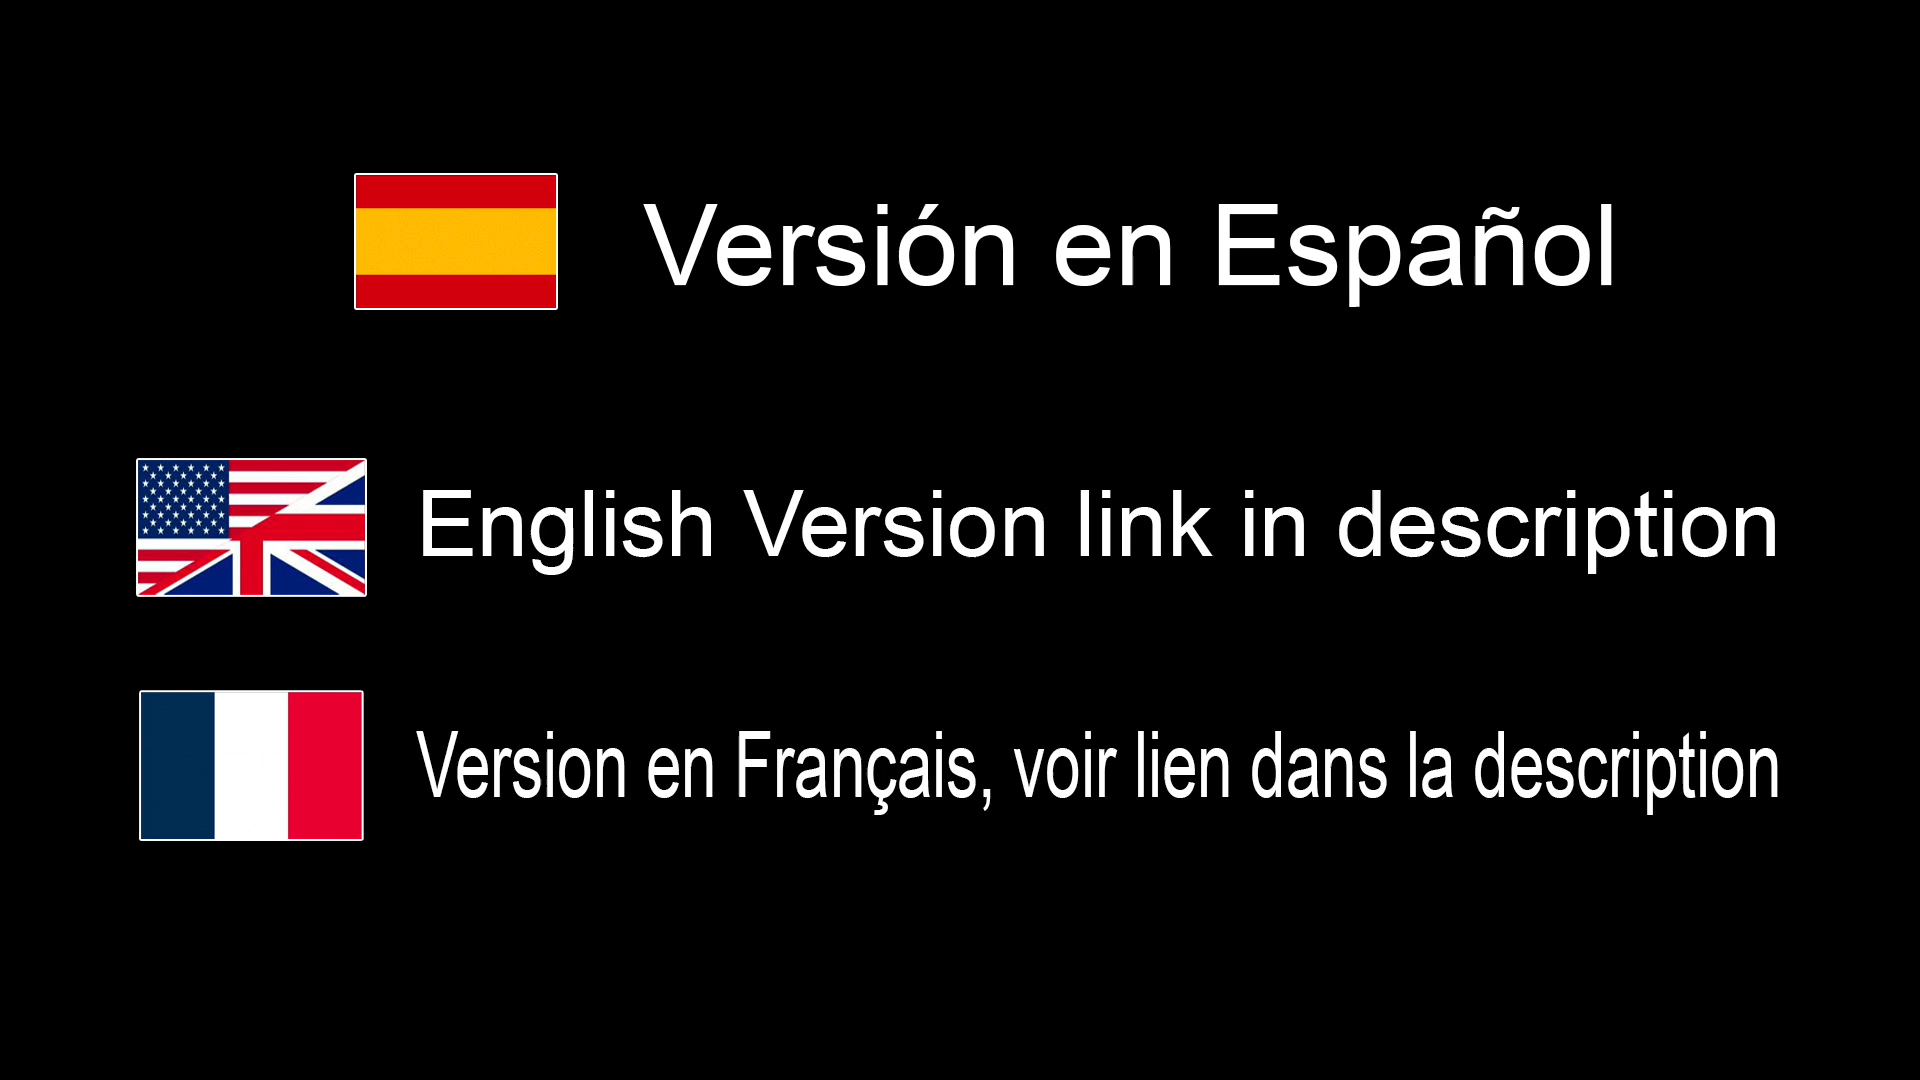 Versión en Español
English Version link in description
Version en Français, voir lien dans la description